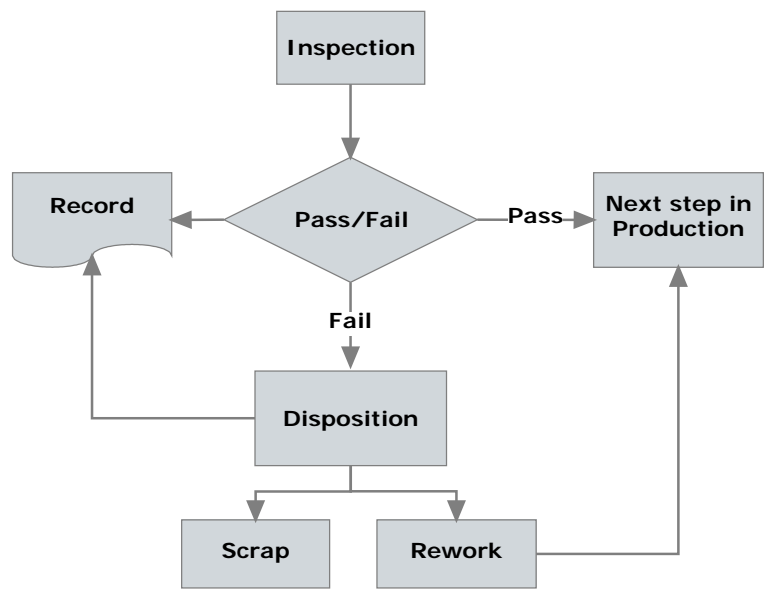 Inspection
Record
Pass/Fail
Pass
Next step in
Production
Fail
Disposition
Scrap
Rework